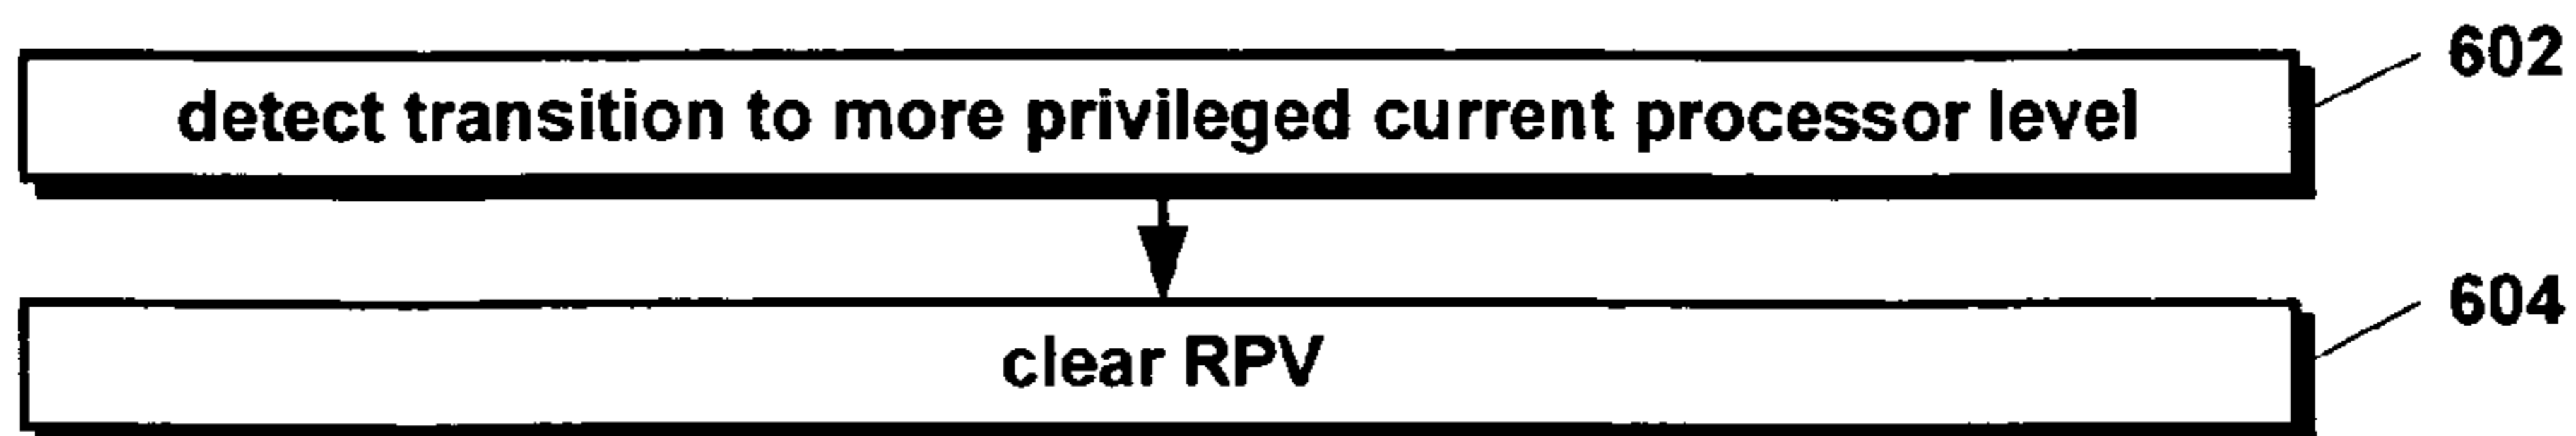 602
detect transition to more privileged current processor level
604
clear RPV